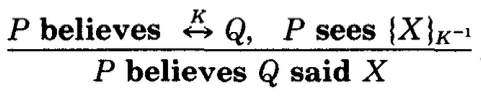 P believes ↔^K Q, P sees {X}_{K^{-1}}
P believes Q said X